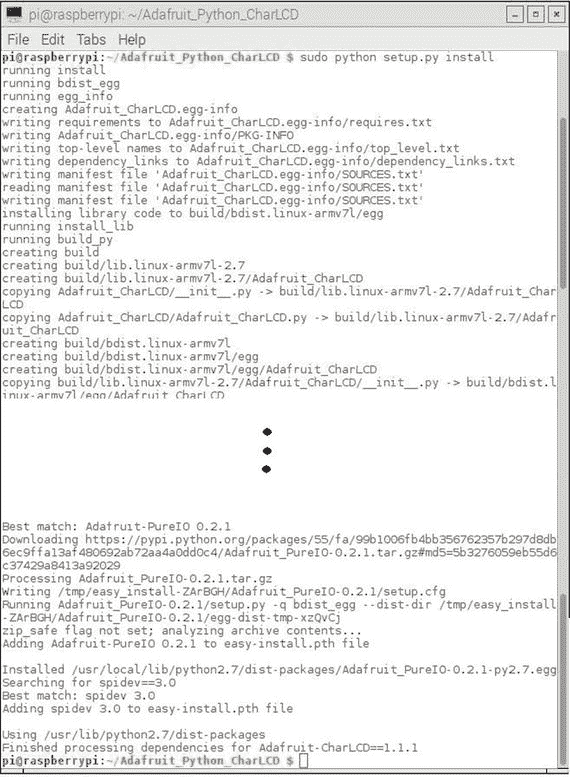 pi@raspberrypi: ~/Adafruit_Python_CharLCD
File Edit Tabs Help
pi@raspberrypi:~/Adafruit_Python_CharLCD $ sudo python setup.py install
running install
running bdist_egg
running egg_info
creating Adafruit_CharLCD.egg-info
writing requirements to Adafruit_CharLCD.egg-info/requires.txt
writing Adafruit_CharLCD.egg-info/PKG-INFO
writing top-level names to Adafruit_CharLCD.egg-info/top_level.txt
writing dependency_links to Adafruit_CharLCD.egg-info/dependency_links.txt
writing manifest file 'Adafruit_CharLCD.egg-info/SOURCES.txt'
reading manifest file 'Adafruit_CharLCD.egg-info/SOURCES.txt'
writing manifest file 'Adafruit_CharLCD.egg-info/SOURCES.txt'
installing library code to build/bdist.linux-armv7l/egg
running install_lib
running build_py
creating build
creating build/lib.linux-armv7l-2.7
creating build/lib.linux-armv7l-2.7/Adafruit_CharLCD
copying Adafruit_CharLCD/__init__.py -> build/lib.linux-armv7l-2.7/Adafruit_Char
LCD
copying Adafruit_CharLCD/Adafruit_CharLCD.py -> build/lib.linux-armv7l-2.7/Adafr
uit_CharLCD
creating build/bdist.linux-armv7l
creating build/bdist.linux-armv7l/egg
creating build/bdist.linux-armv7l/egg/Adafruit_CharLCD
copying build/lib.linux-armv7l-2.7/Adafruit_CharLCD/__init__.py -> build/bdist.l
inux-armv7l/egg/Adafruit_CharLCD
Best match: Adafruit-PureIO 0.2.1
Downloading https://pypi.python.org/packages/55/fa/99b1006fb4bb356762357b297d8db
6ec9ffa13af480692ab72aa4a0dd0c4/Adafruit_PureIO-0.2.1.tar.gz#md5=5b3276059eb55d6
c37429a8413a92029
Processing Adafruit_PureIO-0.2.1.tar.gz
Writing /tmp/easy_install-ZArBGH/Adafruit_PureIO-0.2.1/setup.cfg
Running Adafruit_PureIO-0.2.1/setup.py -q bdist_egg --dist-dir /tmp/easy_install
-ZArBGH/Adafruit_PureIO-0.2.1/egg-dist-tmp-xzQvCj
zip_safe flag not set; analyzing archive contents...
Adding Adafruit-PureIO 0.2.1 to easy-install.pth file
Installed /usr/local/lib/python2.7/dist-packages/Adafruit_PureIO-0.2.1-py2.7.egg
Searching for spidev==3.0
Best match: spidev 3.0
Adding spidev 3.0 to easy-install.pth file
Using /usr/lib/python2.7/dist-packages
Finished processing dependencies for Adafruit-CharLCD==1.1.1
pi@raspberrypi:~/Adafruit_Python_CharLCD $